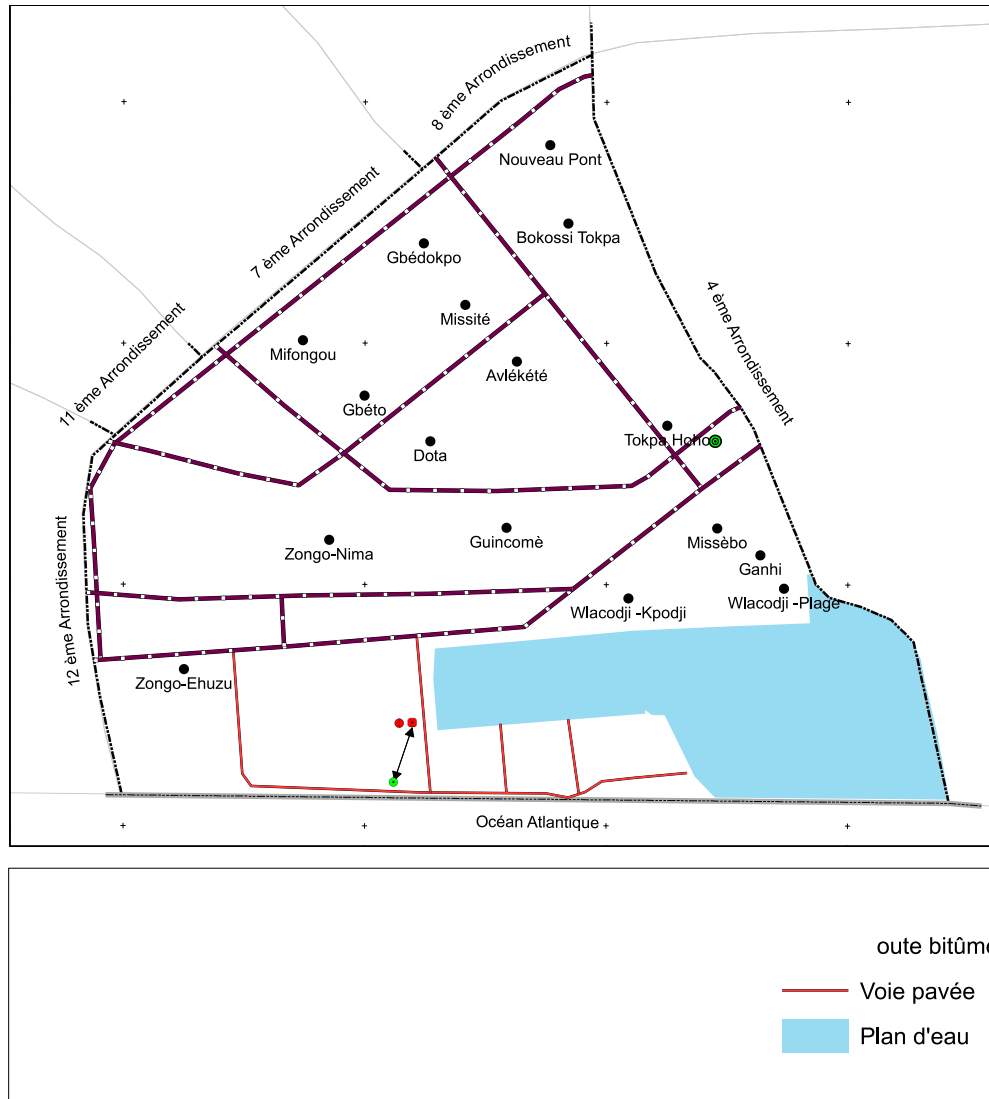 8 ème Arrondissement
Nouveau Pont
7 ème Arrondissement
Bokossi Tokpa
Gbédokpo
4 ème Arrondissement
Missité
11 ème Arrondissement
Mifongou
Avlékété
Gbéto
Tokpa Hoho
Dota
12 ème Arrondissement
Zongo-Nima
Guincomè
Missèbo
Ganhi
Wlacodji -Plage
Wlacodji -Kpodji
Zongo-Ehuzu
Océan Atlantique
oute bitûme
Voie pavée
Plan d'eau